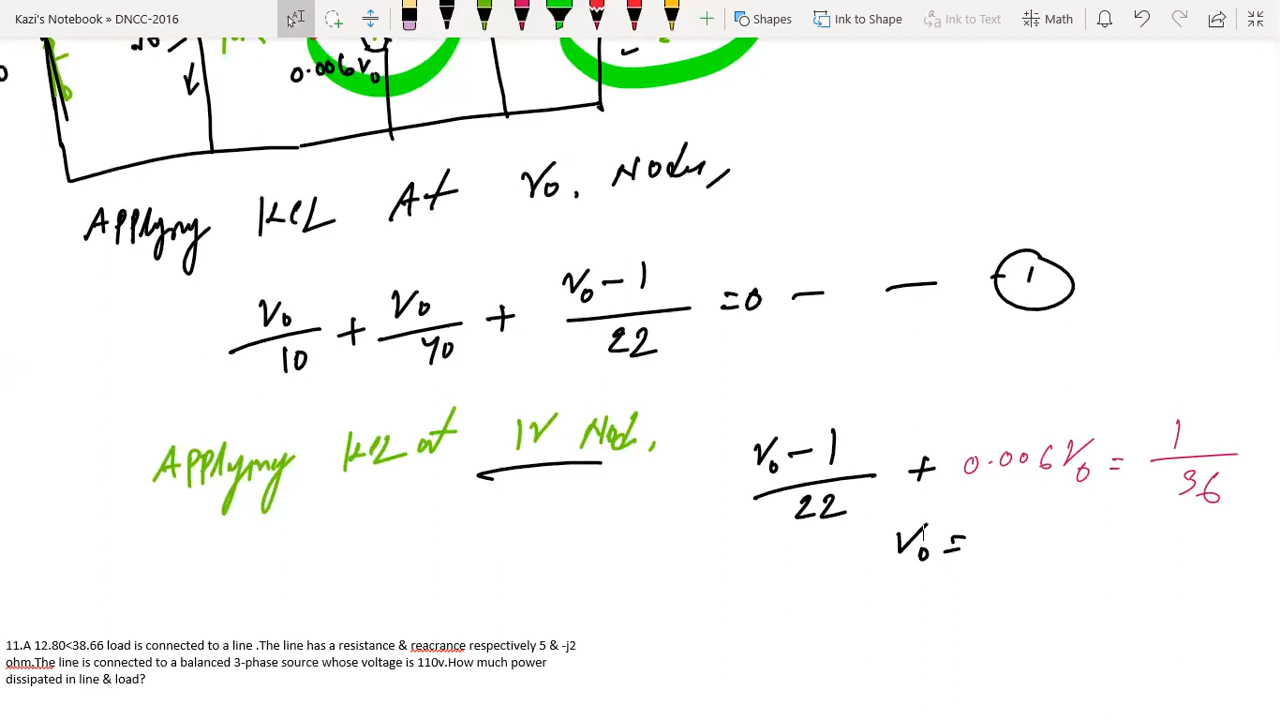 Kazi's Notebook » DNCC-2016
Shapes
Ink to Shape
Ink to Text
Math
0.006V0
Applying KCL At V0. Node,
V0/10 + V0/40 + V0-1/22 =0 - — 1
Applying KCL at 1V Nod,
V0-1/22 + 0.006V0 = 1/36
V0 =
11.A 12.80<38.66 load is connected to a line .The line has a resistance & reacrance respectively 5 & -j2
ohm.The line is connected to a balanced 3-phase source whose voltage is 110v.How much power
dissipated in line & load?